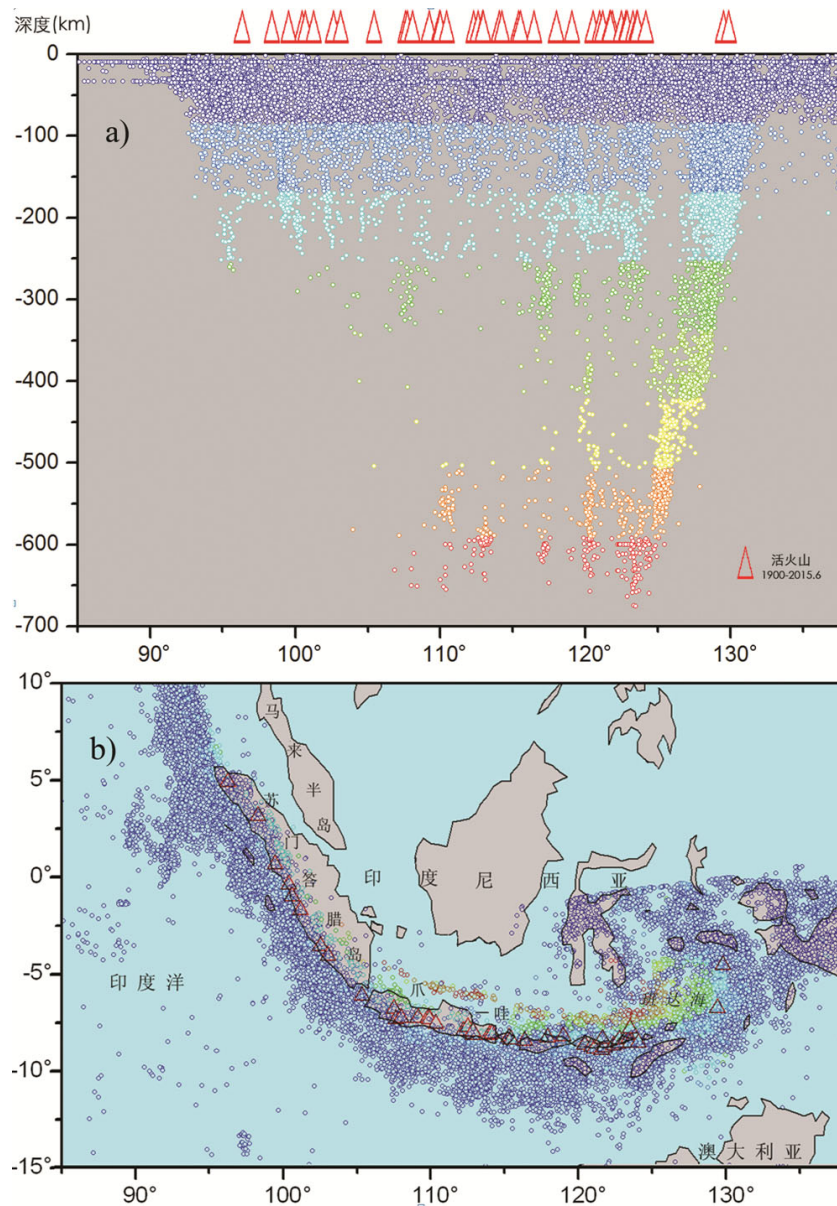 深度(km)
0
a)
-100
-200
-300
-400
-500
-600
活火山
1900-2015.6
-700
90° 100° 110° 120° 130°
10°
b)
马
来
半
岛
5°
苏
门
答
腊
岛
0°
印 度 尼 西 亚
-5°
印 度 洋
爪
哇
班 达 海
-10°
澳 大 利 亚
-15°
90° 100° 110° 120° 130°